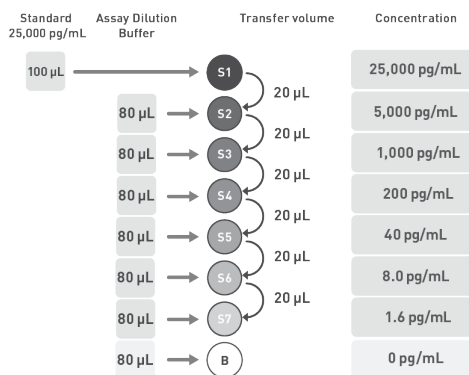 Standard
25,000 pg/mL
Assay Dilution
Buffer
Transfer volume
Concentration
100 µL
S1
25,000 pg/mL
20 µL
80 µL
S2
5,000 pg/mL
20 µL
80 µL
S3
1,000 pg/mL
20 µL
80 µL
S4
200 pg/mL
20 µL
80 µL
S5
40 pg/mL
20 µL
80 µL
S6
8.0 pg/mL
20 µL
80 µL
S7
1.6 pg/mL
80 µL
B
0 pg/mL